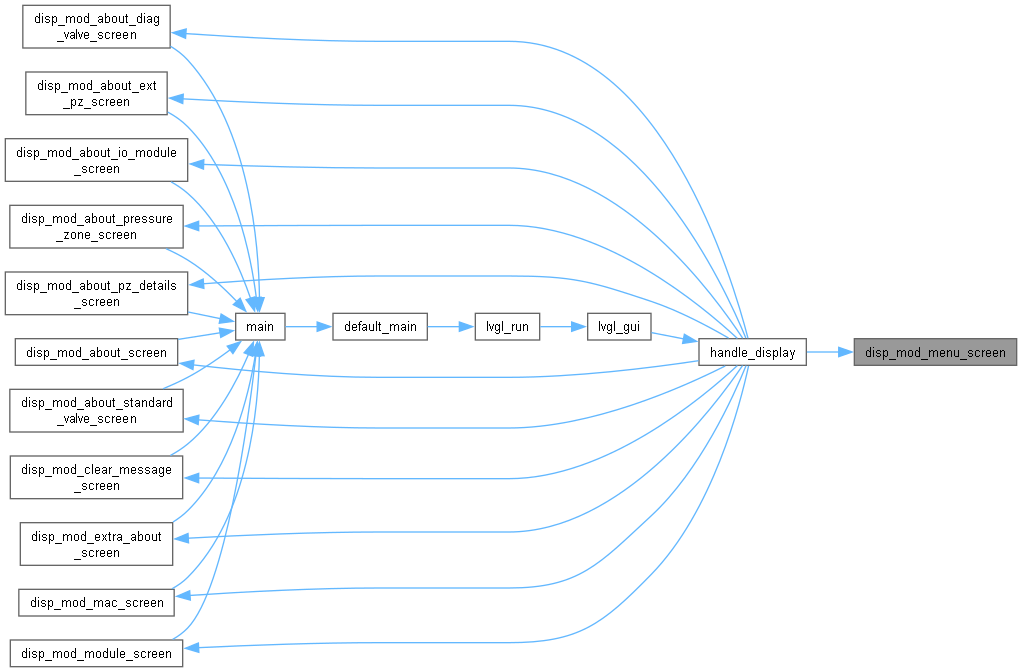 disp_mod_about_diag
_valve_screen
disp_mod_about_ext
_pz_screen
disp_mod_about_io_module
_screen
disp_mod_about_pressure
_zone_screen
disp_mod_about_pz_details
_screen
disp_mod_about_screen
disp_mod_about_standard
_valve_screen
disp_mod_clear_message
_screen
disp_mod_extra_about
_screen
disp_mod_mac_screen
disp_mod_module_screen
main
default_main
lvgl_run
lvgl_gui
handle_display
disp_mod_menu_screen